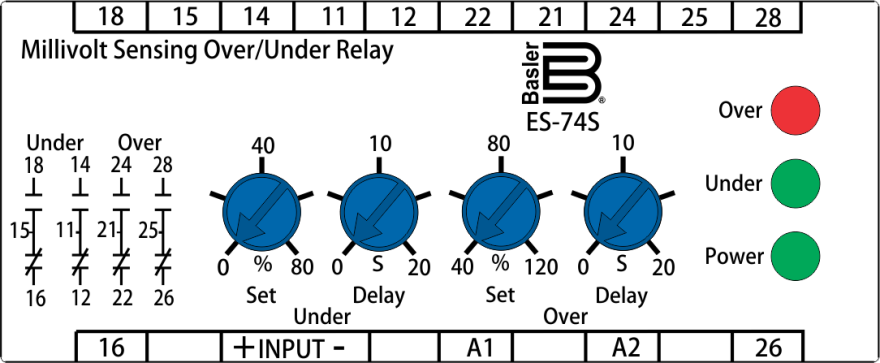 18 15 14 11 12 22 21 24 25 28
Millivolt Sensing Over/Under Relay
Basler
B
®
ES-74S
Over
Under
Power
Under Over
18 14 24 28
15 11 21 25
16 12 22 26
40
0 % 80
Set
10
0 S 20
Delay
Under
80
40 % 120
Set
10
0 S 20
Delay
Over
16 + INPUT - A1 A2 26